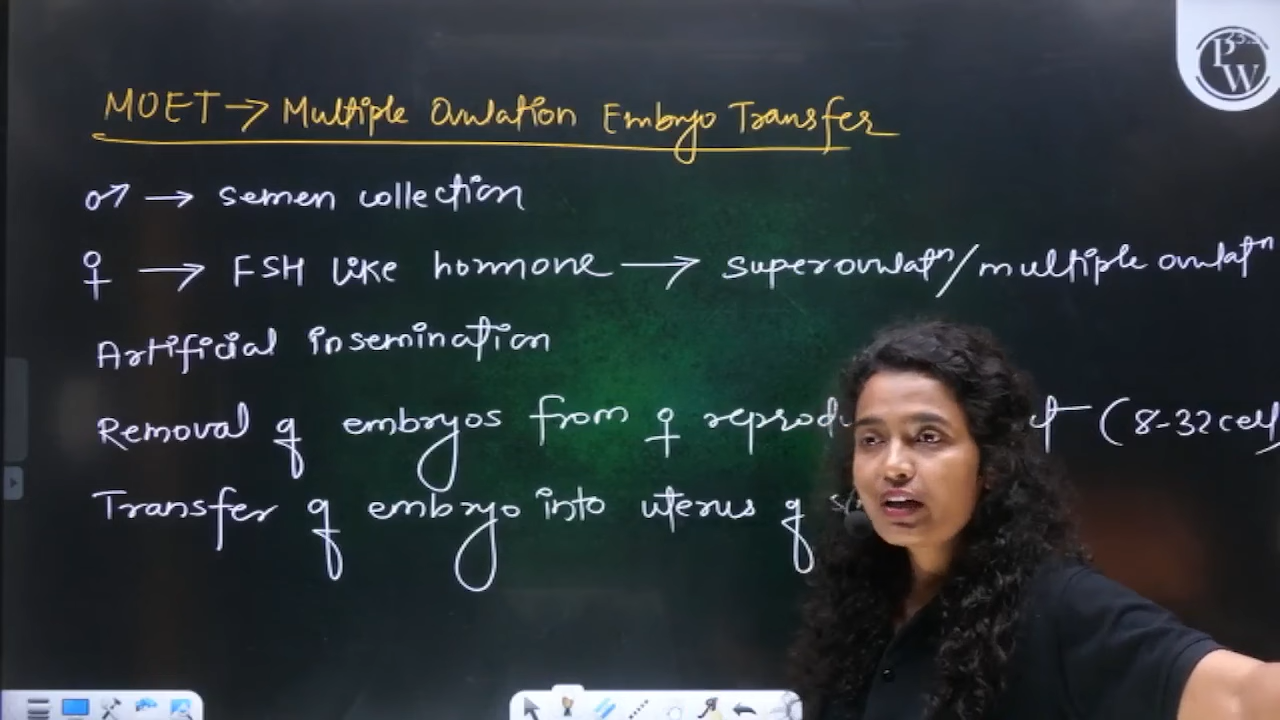 PW
MOET → Multiple Ovulation Embryo Transfer
♂ → semen collection
♀ → FSH like hormone → superovulatⁿ/multiple ovulatⁿ
Artificial insemination
Removal of embryos from ♀ (8-32 cell
Transfer of embryo into uterus of